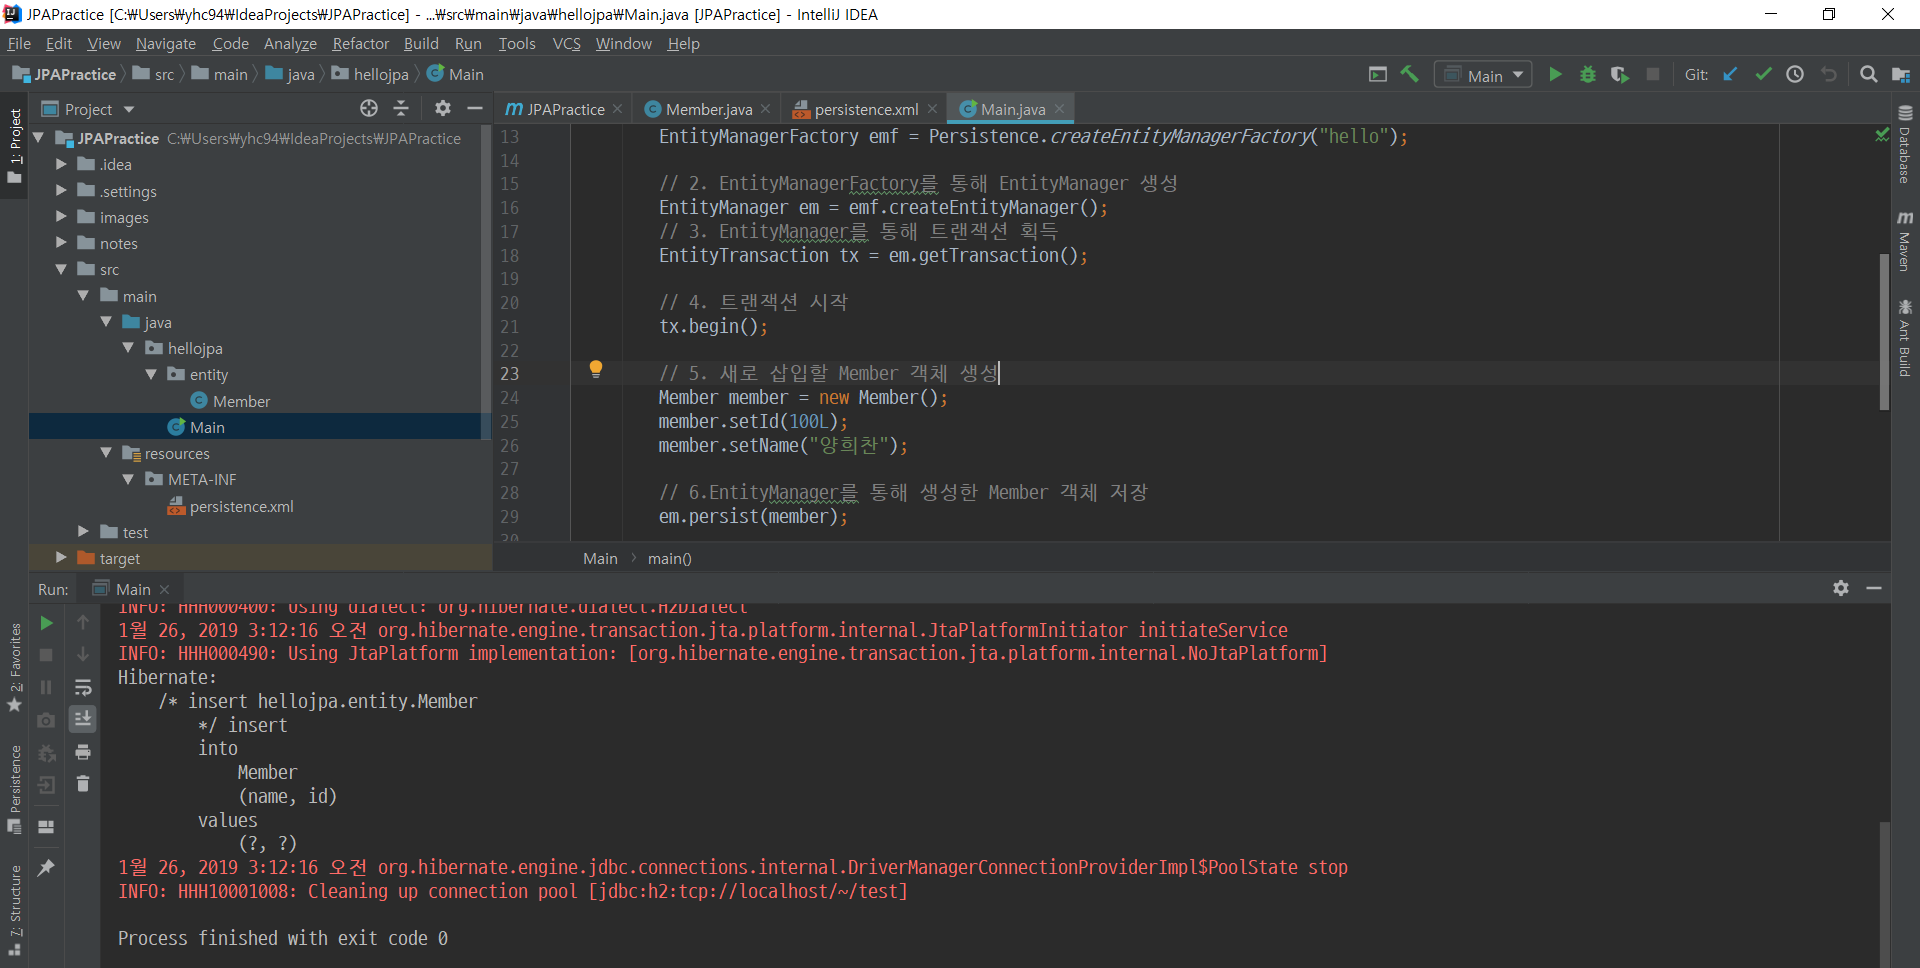 JPAPractice [C:₩Users₩yhc94₩IdeaProjects₩JPAPractice] - ...₩src₩main₩java₩hellojpa₩Main.java [JPAPractice] - IntelliJ IDEA
File Edit View Navigate Code Analyze Refactor Build Run Tools VCS Window Help
JPAPractice src main java hellojpa Main
Main Git:
Project
JPAPractice Member.java persistence.xml Main.java
1: Project
JPAPractice C:₩Users₩yhc94₩IdeaProjects₩JPAPractice
.idea
.settings
images
notes
src
main
java
hellojpa
entity
Member
Main
resources
META-INF
persistence.xml
test
target
13 EntityManagerFactory emf = Persistence.createEntityManagerFactory("hello");
14
15 // 2. EntityManagerFactory를 통해 EntityManager 생성
16 EntityManager em = emf.createEntityManager();
17 // 3. EntityManager를 통해 트랜잭션 획득
18 EntityTransaction tx = em.getTransaction();
19
20 // 4. 트랜잭션 시작
21 tx.begin();
22
23 // 5. 새로 삽입할 Member 객체 생성
24 Member member = new Member();
25 member.setId(100L);
26 member.setName("양희찬");
27
28 // 6.EntityManager를 통해 생성한 Member 객체 저장
29 em.persist(member);
30
Main main()
Database
Maven
Ant Build
Run: Main
2: Favorites
Persistence
7: Structure
INFO: HHH000400: Using dialect: org.hibernate.dialect.H2Dialect
1월 26, 2019 3:12:16 오전 org.hibernate.engine.transaction.jta.platform.internal.JtaPlatformInitiator initiateService
INFO: HHH000490: Using JtaPlatform implementation: [org.hibernate.engine.transaction.jta.platform.internal.NoJtaPlatform]
Hibernate:
/* insert hellojpa.entity.Member
*/ insert
into
Member
(name, id)
values
(?, ?)
1월 26, 2019 3:12:16 오전 org.hibernate.engine.jdbc.connections.internal.DriverManagerConnectionProviderImpl$PoolState stop
INFO: HHH10001008: Cleaning up connection pool [jdbc:h2:tcp://localhost/~/test]
Process finished with exit code 0